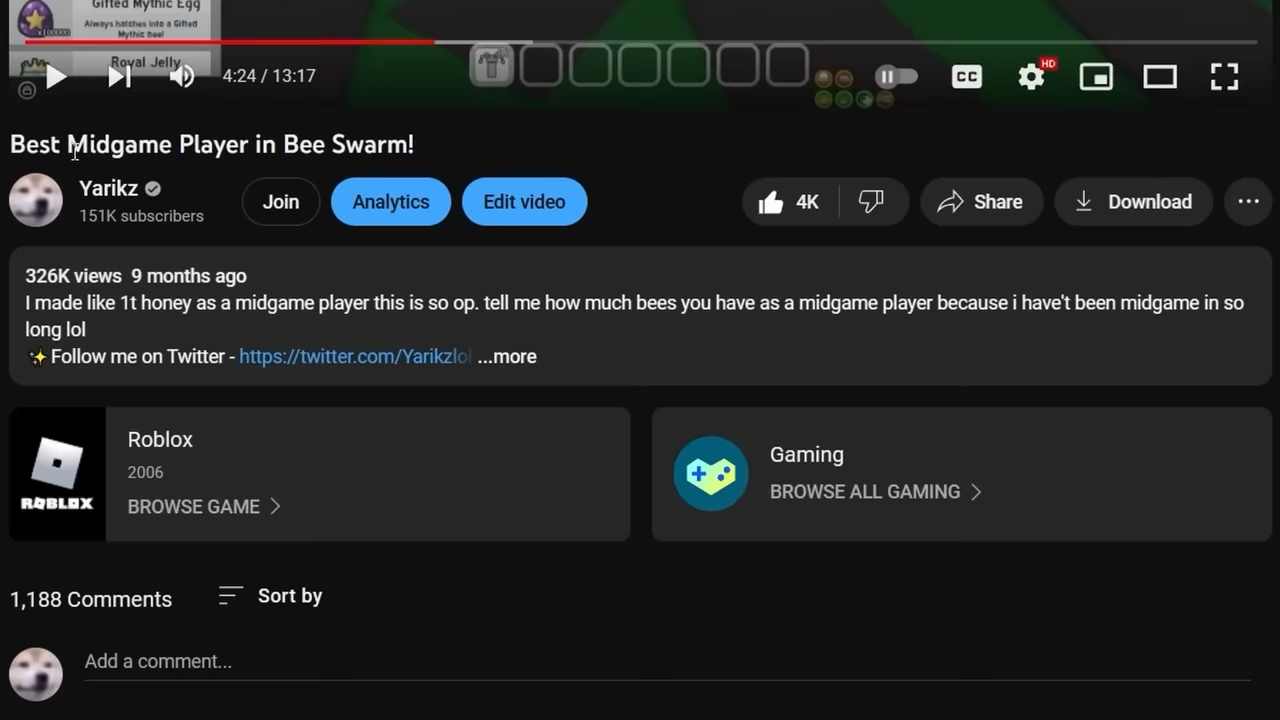 Gifted Mythic Egg
Always hatches into a Gifted
Mythic bee!
Royal Jelly
4:24 / 13:17
CC
HD
Best Midgame Player in Bee Swarm!
Yarikz
151K subscribers
Join
Analytics
Edit video
4K
Share
Download
326K views 9 months ago
I made like 1t honey as a midgame player this is so op. tell me how much bees you have as a midgame player because i hav't been midgame in so
long lol
✨Follow me on Twitter - https://twitter.com/Yarikzlol ...more
ROBLOX
Roblox
2006
BROWSE GAME
Gaming
BROWSE ALL GAMING
1,188 Comments
Sort by
Add a comment...